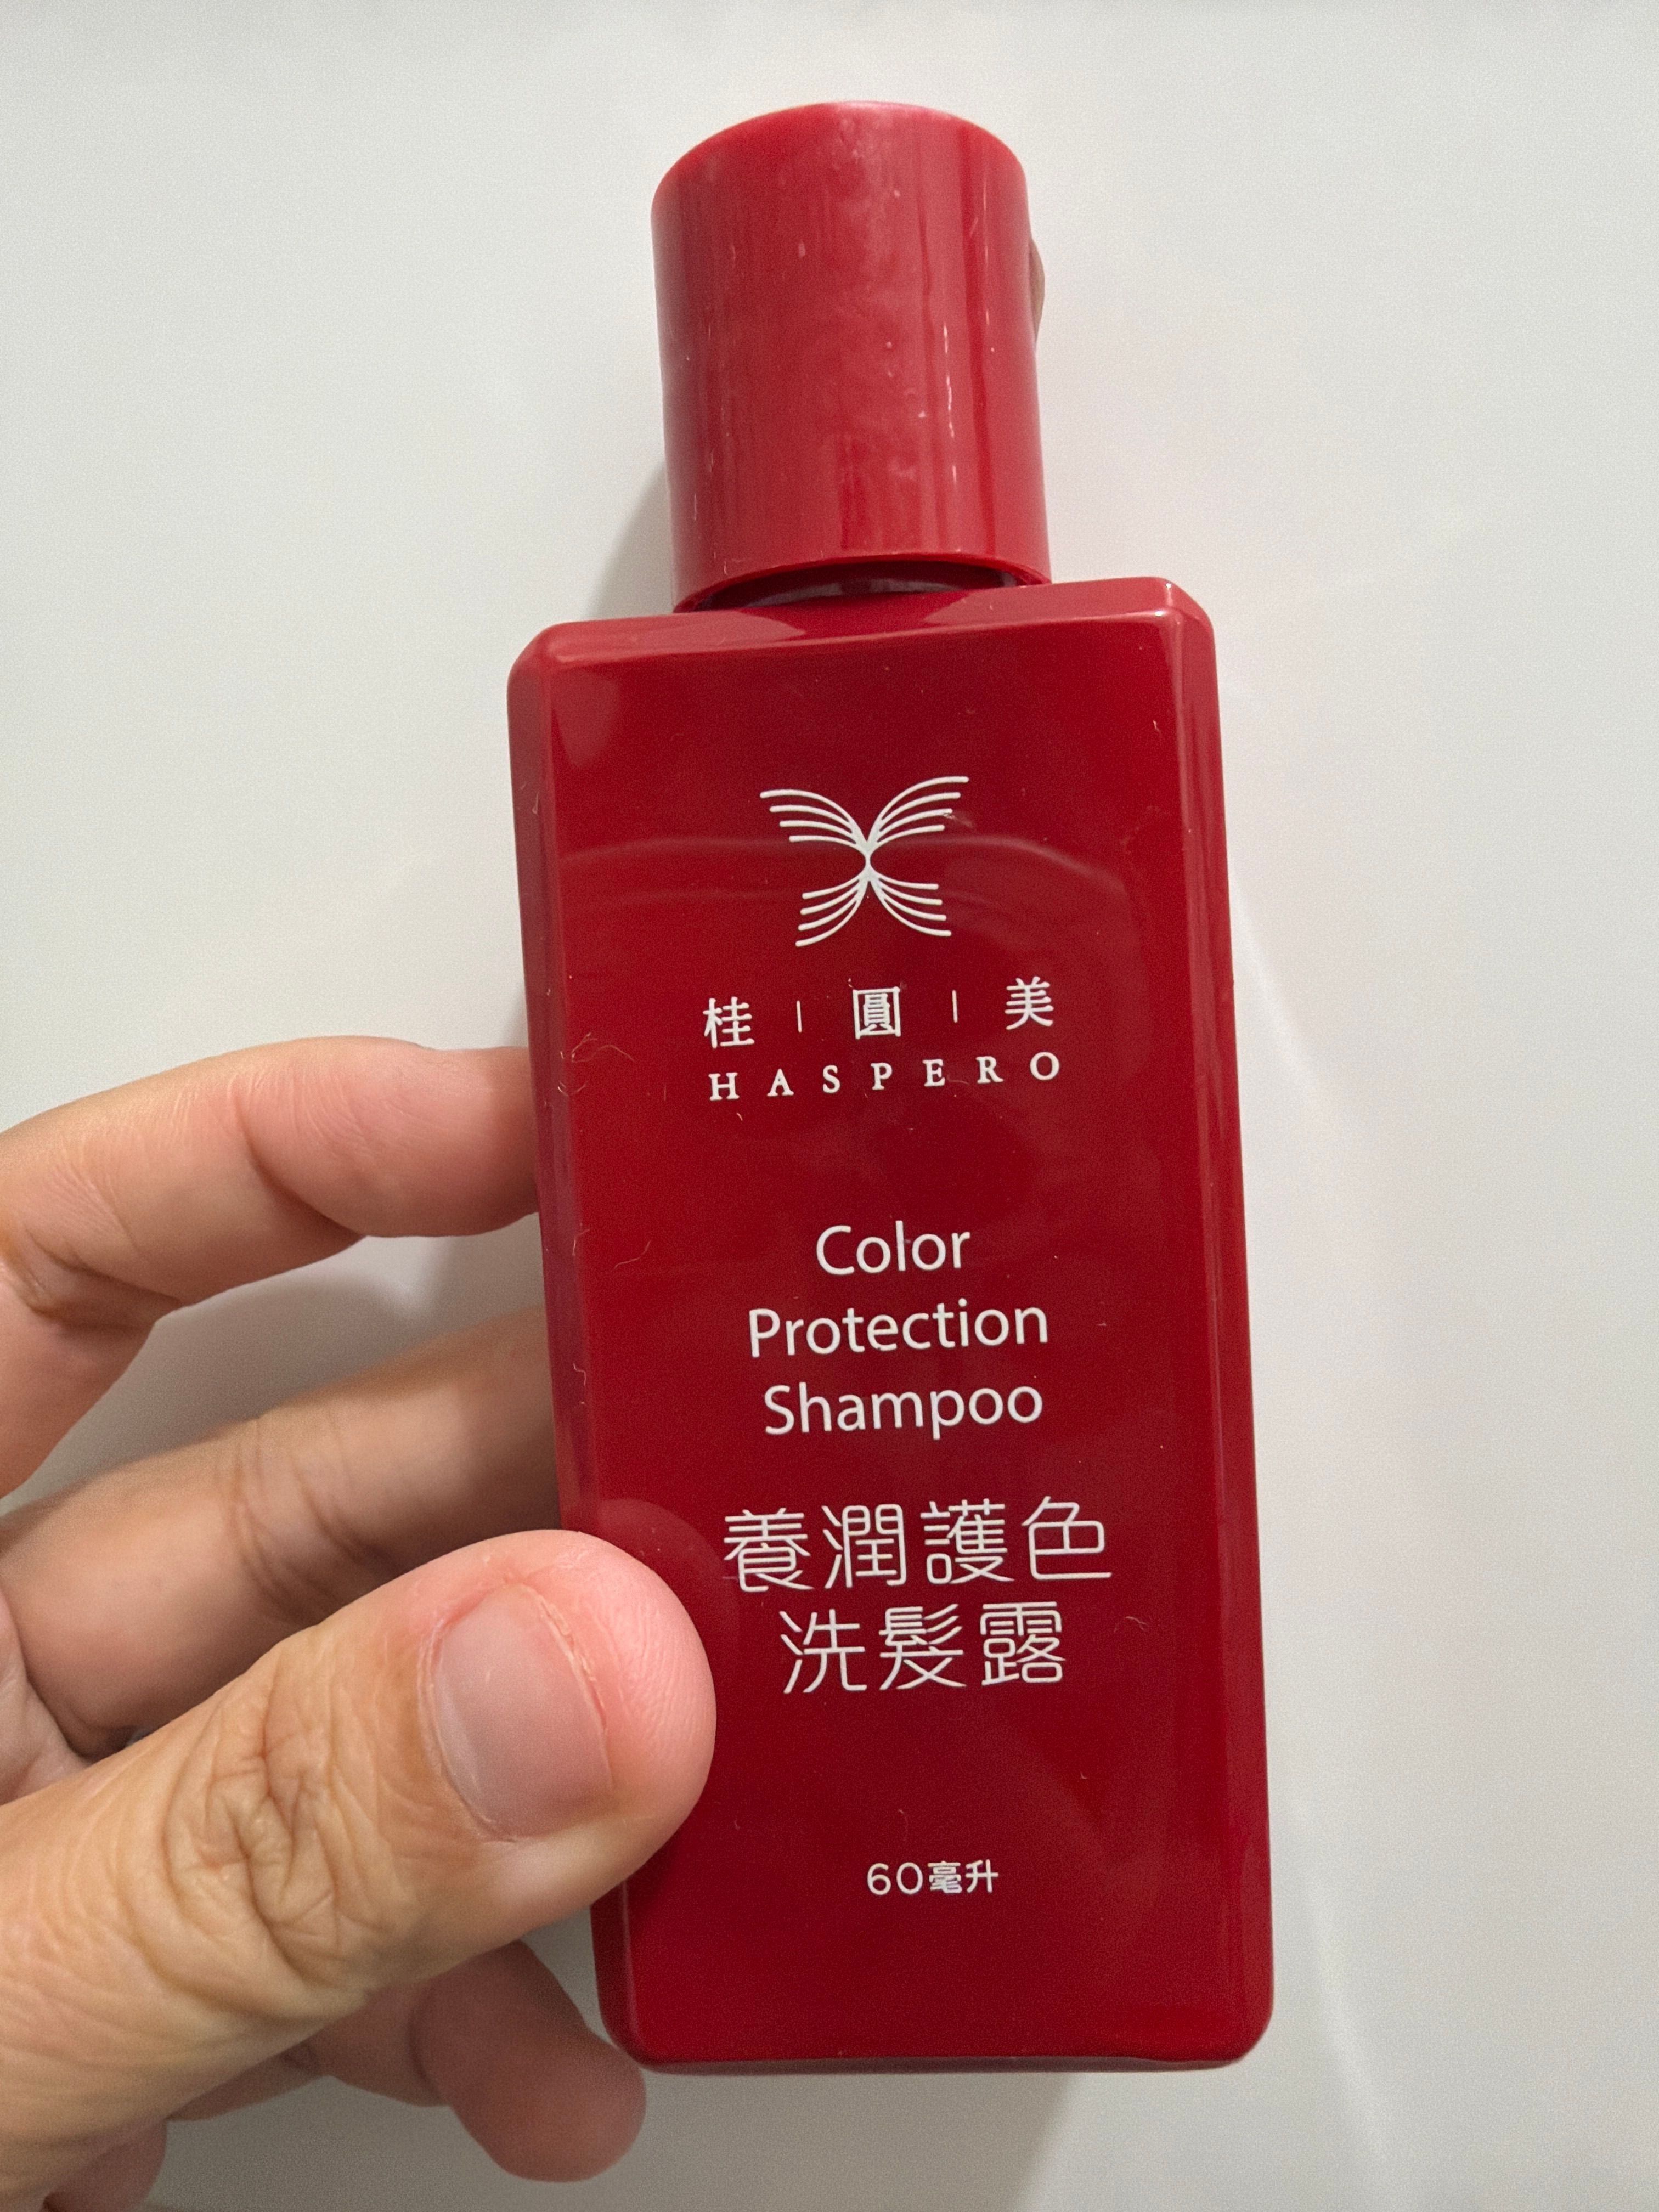 桂｜圓｜美
HASPERO
Color
Protection
Shampoo
養潤護色
洗髮露
60毫升